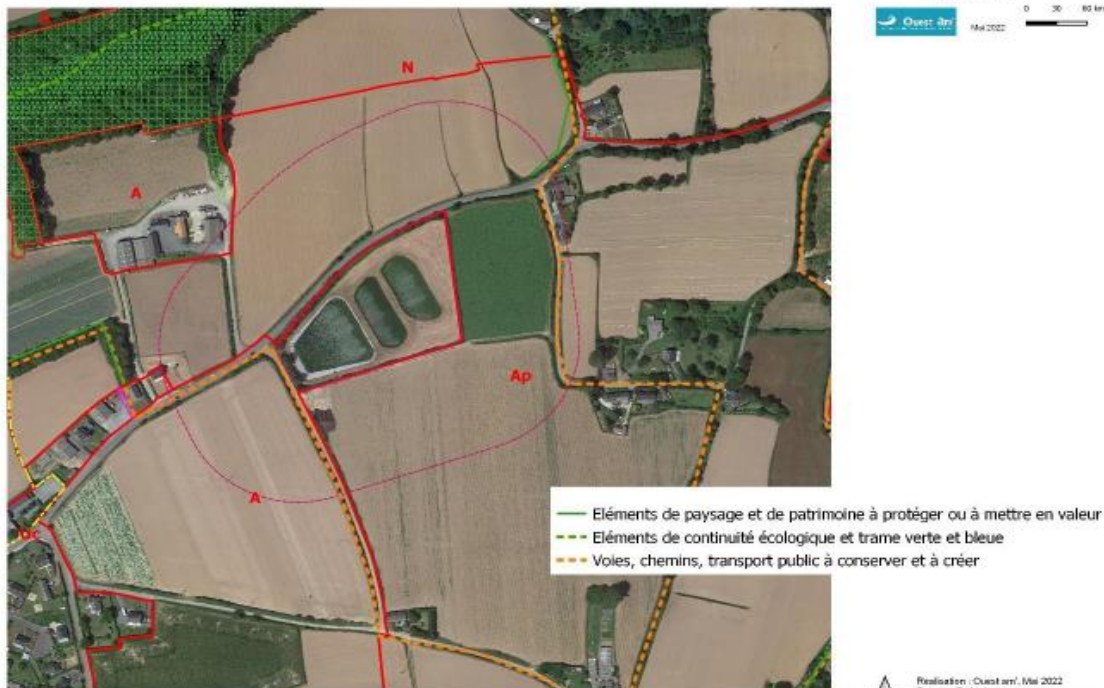 0 30 60 km
Ouest am'
Mai 2022
N
A
Ap
A
Eléments de paysage et de patrimoine à protéger ou à mettre en valeur
Eléments de continuité écologique et trame verte et bleue
Voies, chemins, transport public à conserver et à créer
Réalisation : Ouest am', Mai 2022